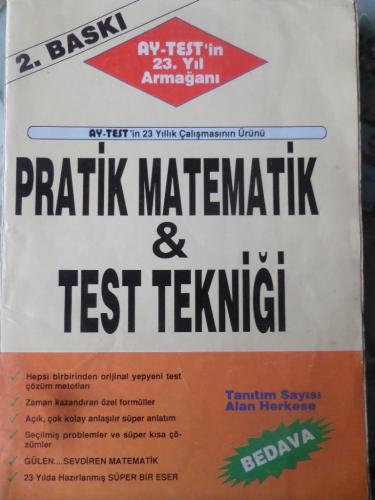 2. BASKI
AY-TEST'in
23. Yıl
Armağanı
AY-TEST'in 23 Yıllık Çalışmasının Ürünü
PRATİK MATEMATİK
&
TEST TEKNİĞİ
✓ Hepsi birbirinden orijinal yepyeni test
çözüm metotları
✓ Zaman kazandıran özel formüller
✓ Açık, çok kolay anlaşılır süper anlatım
✓ Seçilmiş problemler ve süper kısa çö-
zümler
✓ GÜLEN....SEVDİREN MATEMATİK
✓ 23 Yılda Hazırlanmış SÜPER BİR ESER
Tanıtım Sayısı
Alan Herkese
BEDAVA